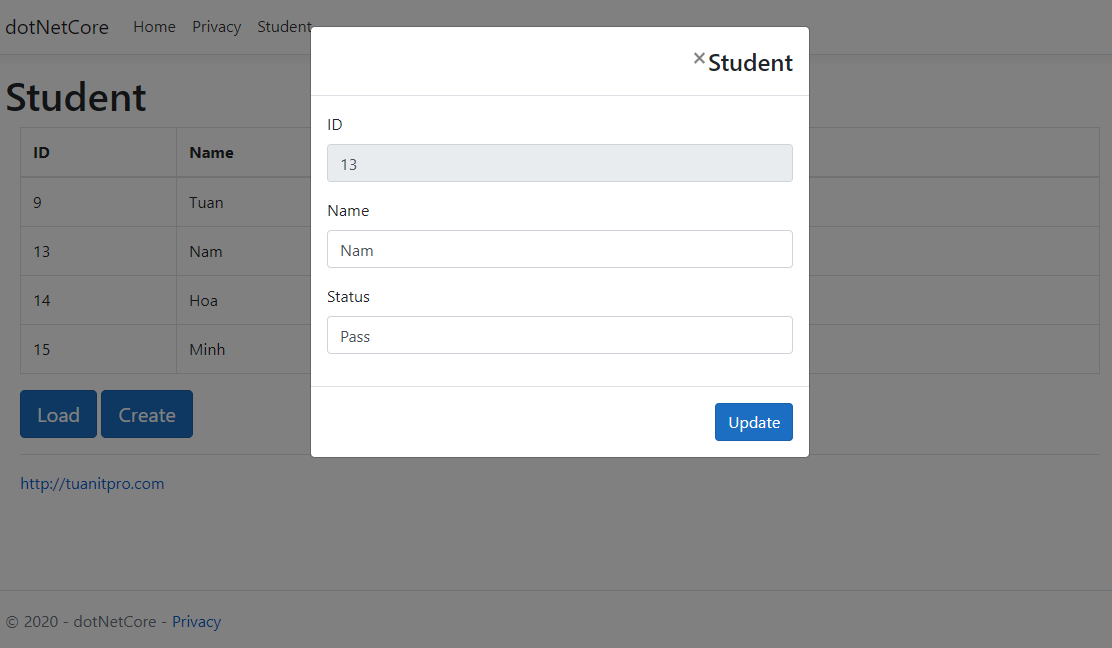 dotNetCore Home Privacy Student
× Student
Student
ID Name
9 Tuan
13 Nam
14 Hoa
15 Minh
Load Create
http://tuanitpro.com
ID
13
Name
Nam
Status
Pass
Update
© 2020 - dotNetCore - Privacy